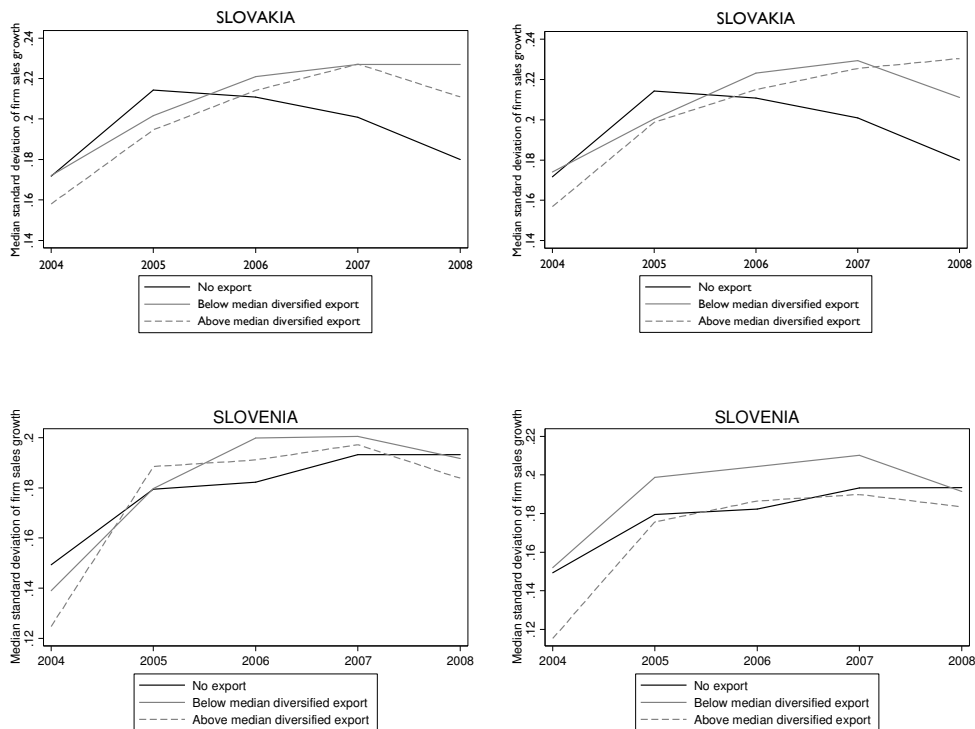 SLOVAKIA
Median standard deviation of firm sales growth
.24
.22
.2
.18
.16
.14
2004
2005
2006
2007
2008
No export
Below median diversified export
Above median diversified export
SLOVAKIA
Median standard deviation of firm sales growth
.24
.22
.2
.18
.16
.14
2004
2005
2006
2007
2008
No export
Below median diversified export
Above median diversified export
SLOVENIA
Median standard deviation of firm sales growth
.2
.18
.16
.14
.12
2004
2005
2006
2007
2008
No export
Below median diversified export
Above median diversified export
SLOVENIA
Median standard deviation of firm sales growth
.22
.2
.18
.16
.14
.12
2004
2005
2006
2007
2008
No export
Below median diversified export
Above median diversified export